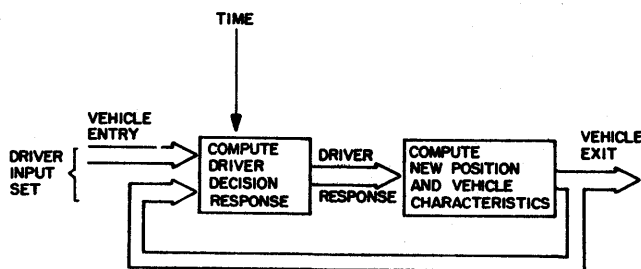 TIME
VEHICLE
ENTRY
DRIVER
INPUT
SET
COMPUTE
DRIVER
DECISION
RESPONSE
DRIVER
RESPONSE
COMPUTE
NEW POSITION
AND VEHICLE
CHARACTERISTICS
VEHICLE
EXIT